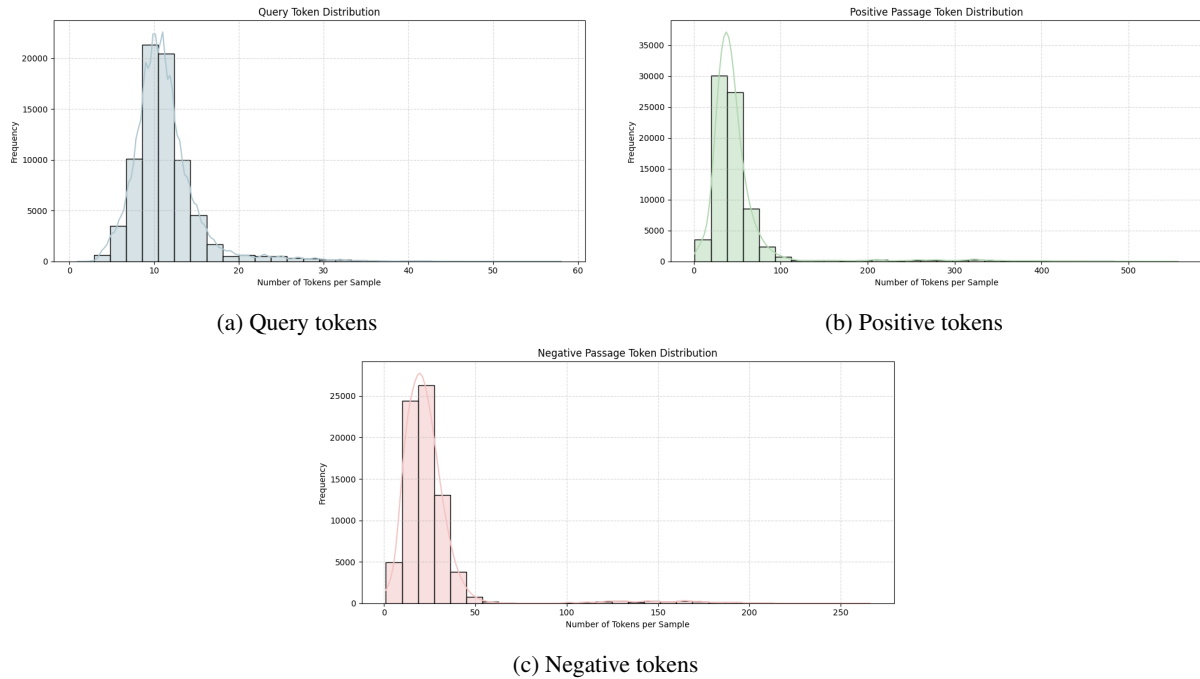 Query Token Distribution
Frequency
20000
15000
10000
5000
0
0 10 20 30 40 50 60
Number of Tokens per Sample
(a) Query tokens
Positive Passage Token Distribution
Frequency
35000
30000
25000
20000
15000
10000
5000
0
0 100 200 300 400 500
Number of Tokens per Sample
(b) Positive tokens
Negative Passage Token Distribution
Frequency
25000
20000
15000
10000
5000
0
0 50 100 150 200 250
Number of Tokens per Sample
(c) Negative tokens